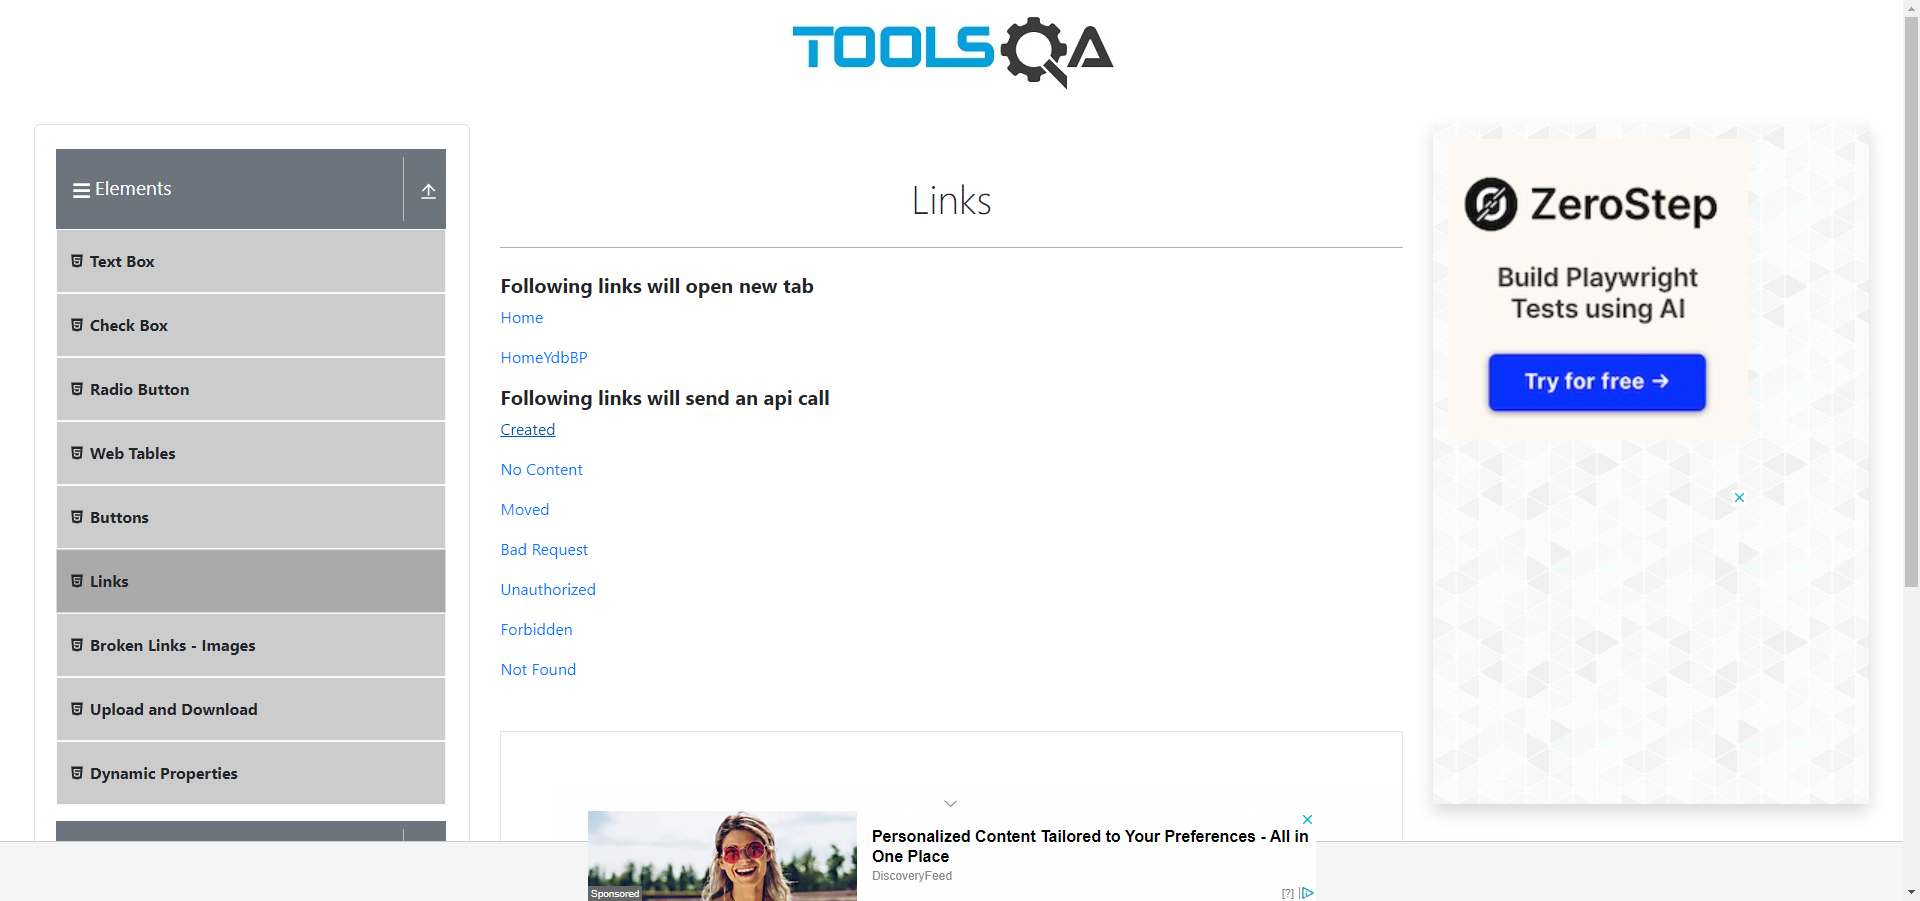 TOOLSQA
Elements
Text Box
Check Box
Radio Button
Web Tables
Buttons
Links
Broken Links - Images
Upload and Download
Dynamic Properties
Links
Following links will open new tab
Home
HomeYdbBP
Following links will send an api call
Created
No Content
Moved
Bad Request
Unauthorized
Forbidden
Not Found
ZeroStep
Build Playwright
Tests using AI
Try for free →
Sponsored
Personalized Content Tailored to Your Preferences - All in
One Place
DiscoveryFeed
[?]